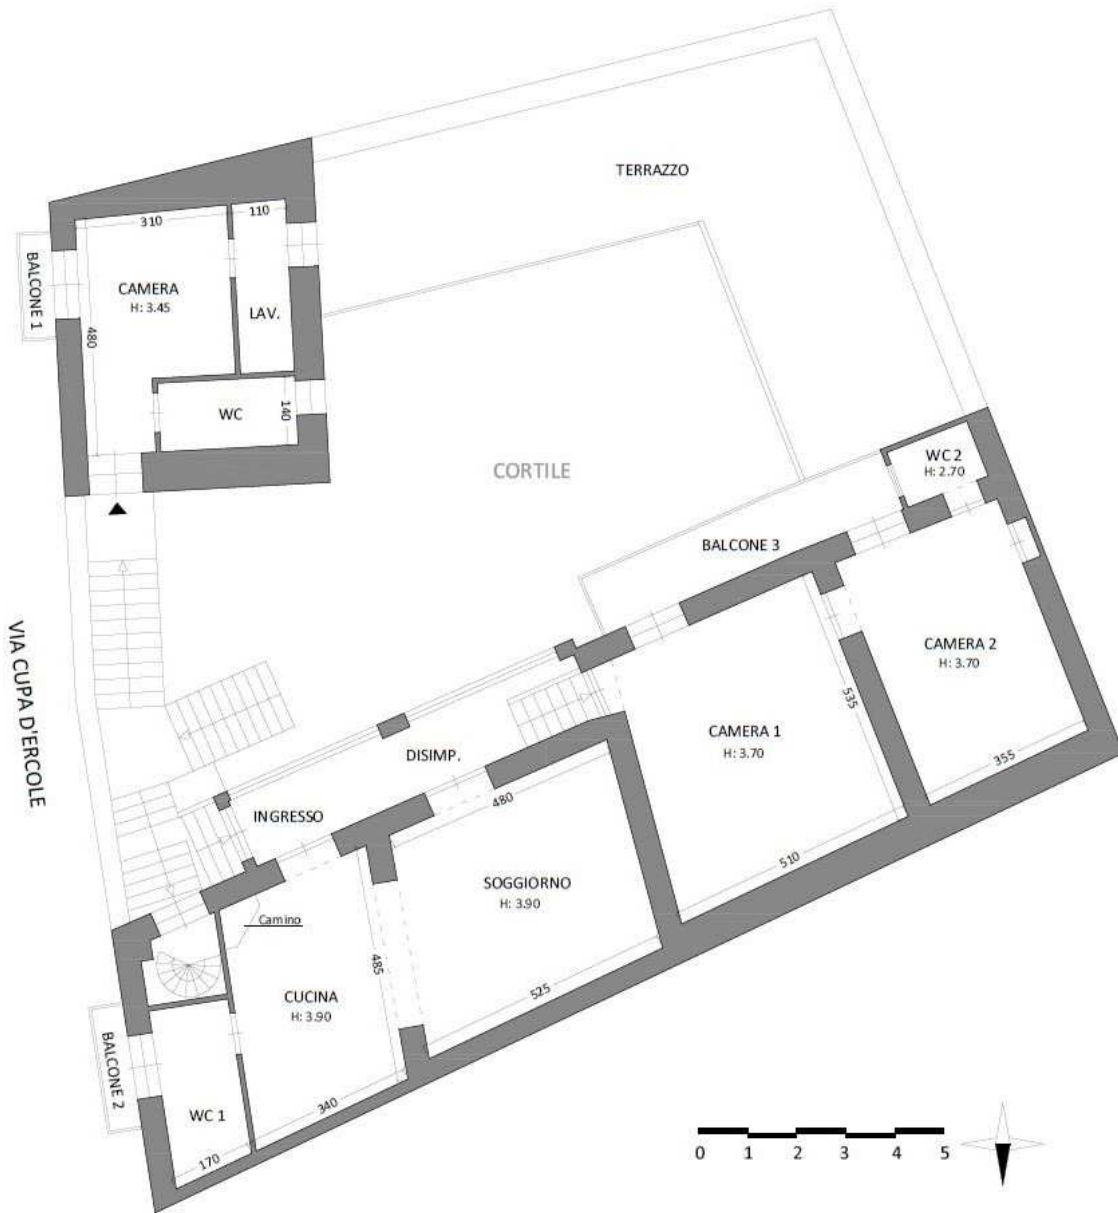 TERRAZZO
310
110
BALCONE 1
CAMERA
H: 3.45
LAV.
480
WC
140
CORTILE
WC 2
H: 2.70
BALCONE 3
CAMERA 2
H: 3.70
VIA CUPA D'ERCOLE
535
CAMERA 1
H: 3.70
DISIMP.
355
480
INGRESSO
510
SOGGIORNO
H: 3.90
Camino
485
CUCINA
H: 3.90
525
BALCONE 2
WC 1
340
170
0 1 2 3 4 5